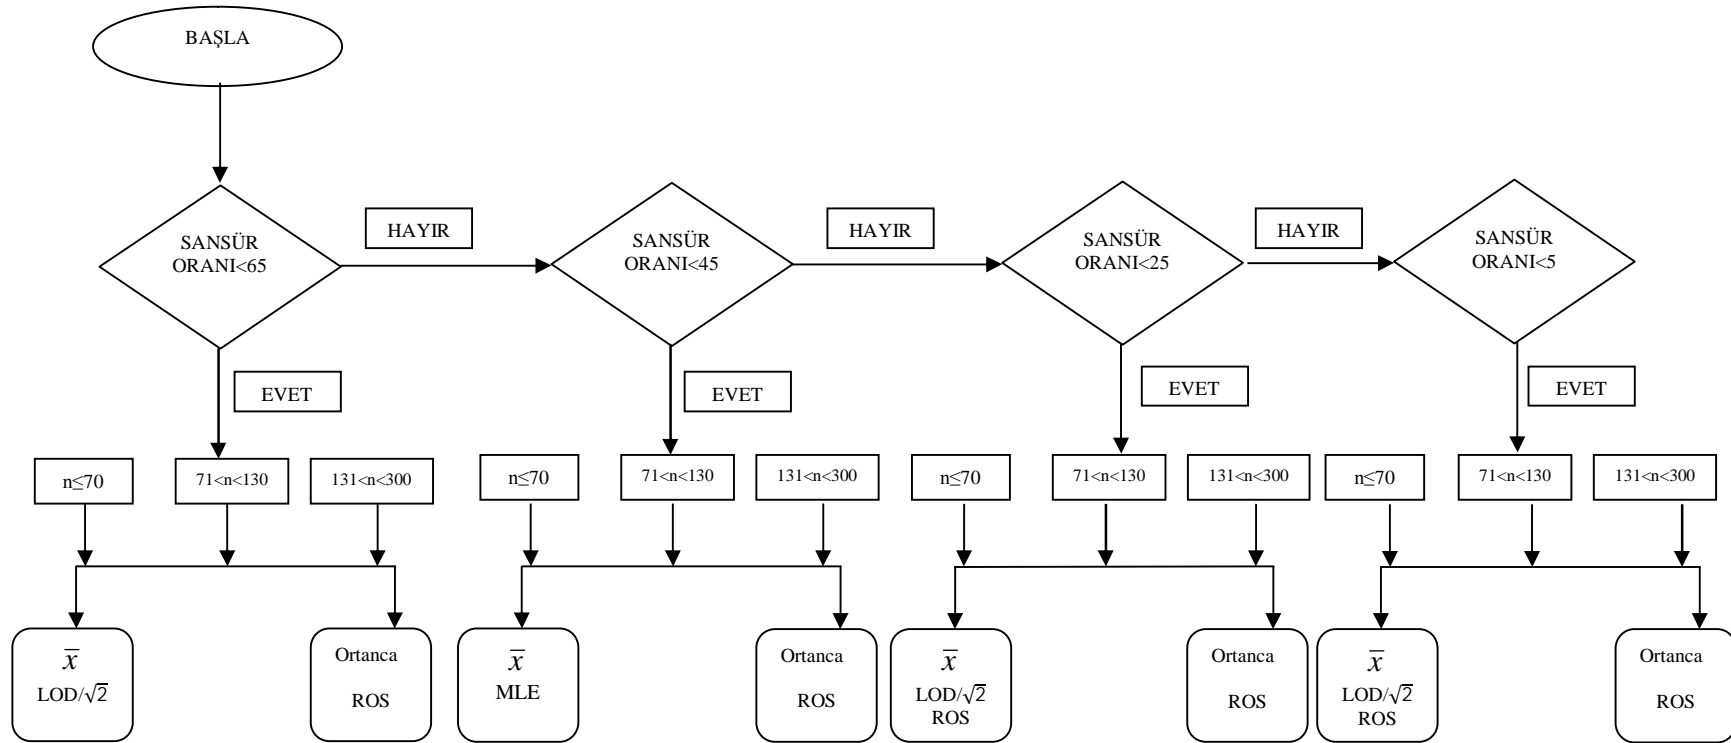 BAŞLA
SANSÜR
ORANI<65
HAYIR
SANSÜR
ORANI<45
HAYIR
SANSÜR
ORANI<25
HAYIR
SANSÜR
ORANI<5
EVET
EVET
EVET
EVET
n≤70
71<n<130
131<n<300
n≤70
71<n<130
131<n<300
n≤70
71<n<130
131<n<300
n≤70
71<n<130
131<n<300
x̅
LOD/√2
Ortanca
ROS
x̅
MLE
Ortanca
ROS
x̅
LOD/√2
ROS
Ortanca
ROS
x̅
LOD/√2
ROS
Ortanca
ROS